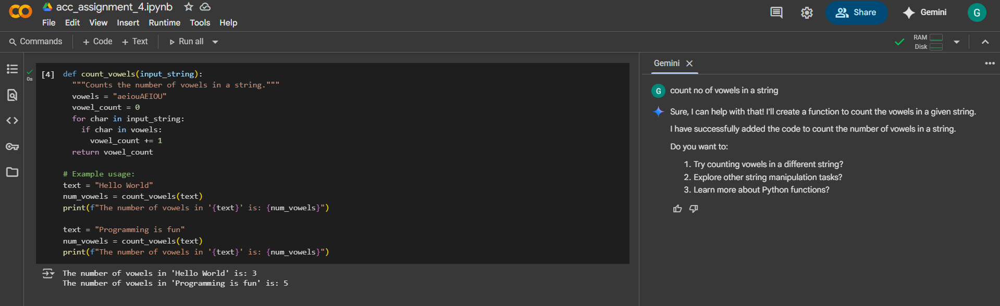 acc_assignment_4.ipynb
File Edit View Insert Runtime Tools Help
Share
Gemini
G
Commands + Code + Text Run all
RAM
Disk
0s
[4] def count_vowels(input_string):
"""Counts the number of vowels in a string."""
vowels = "aeiouAEIOU"
vowel_count = 0
for char in input_string:
if char in vowels:
vowel_count += 1
return vowel_count
# Example usage:
text = "Hello World"
num_vowels = count_vowels(text)
print(f"The number of vowels in '{text}' is: {num_vowels}")
text = "Programming is fun"
num_vowels = count_vowels(text)
print(f"The number of vowels in '{text}' is: {num_vowels}")
The number of vowels in 'Hello World' is: 3
The number of vowels in 'Programming is fun' is: 5
Gemini
G count no of vowels in a string
Sure, I can help with that! I'll create a function to count the vowels in a given string.
I have successfully added the code to count the number of vowels in a string.
Do you want to:
1. Try counting vowels in a different string?
2. Explore other string manipulation tasks?
3. Learn more about Python functions?